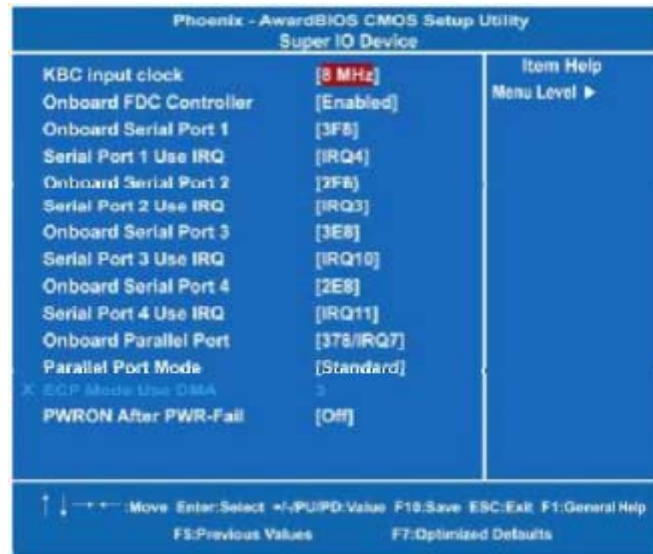 Phoenix - AwardBIOS CMOS Setup Utility
Super IO Device
KBC input clock [8 MHz]
Item Help
Onboard FDC Controller [Enabled]
Menu Level ▶
Onboard Serial Port 1 [3F8]
Serial Port 1 Use IRQ [IRQ4]
Onboard Serial Port 2 [2F8]
Serial Port 2 Use IRQ [IRQ3]
Onboard Serial Port 3 [3E8]
Serial Port 3 Use IRQ [IRQ10]
Onboard Serial Port 4 [2E8]
Serial Port 4 Use IRQ [IRQ11]
Onboard Parallel Port [378/IRQ7]
Parallel Port Mode [Standard]
X ECP Mode Use DMA 3
PWRON After PWR-Fail [Off]
↑ ↓ → ← :Move Enter:Select +/-/PU/PD:Value F10:Save ESC:Exit F1:General Help
F5:Previous Values F7:Optimized Defaults